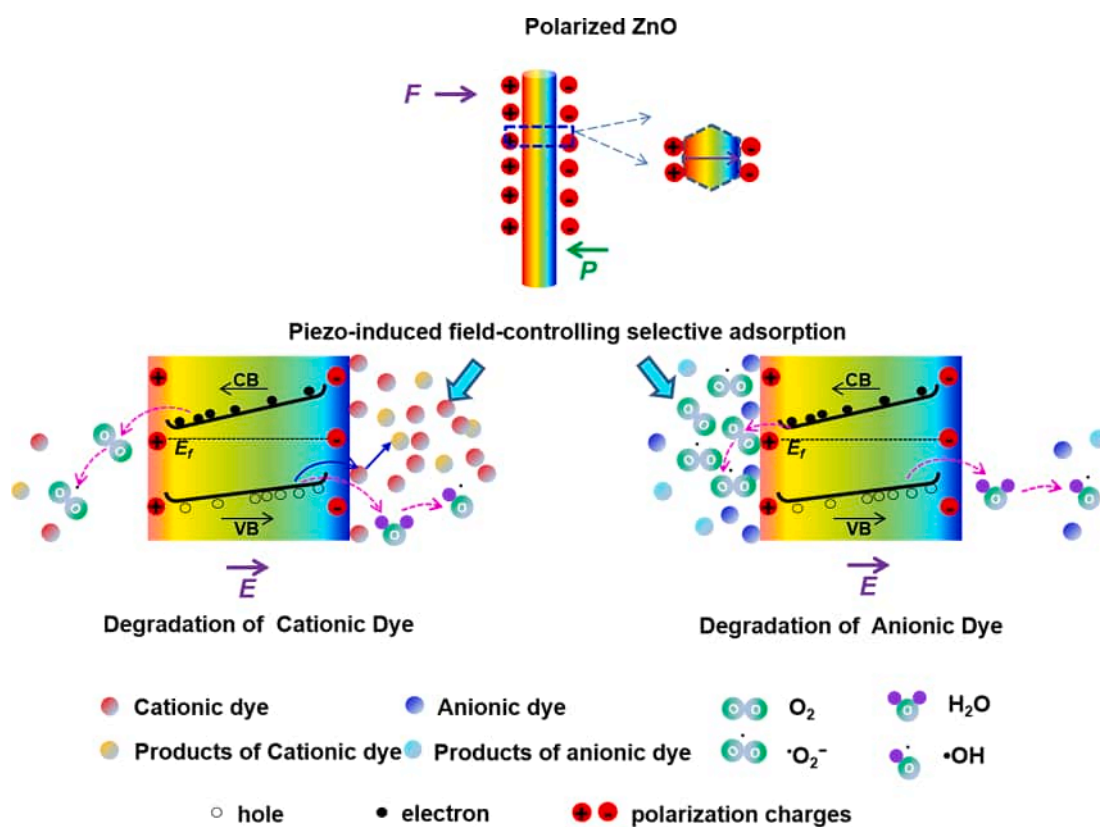 Polarized ZnO
F
P
Piezo-induced field-controlling selective adsorption
CB
E_f
VB
E
CB
E_f
VB
E
Degradation of Cationic Dye
Degradation of Anionic Dye
Cationic dye
Anionic dye
O₂
H₂O
Products of Cationic dye
Products of anionic dye
·O₂⁻
•OH
hole
electron
polarization charges